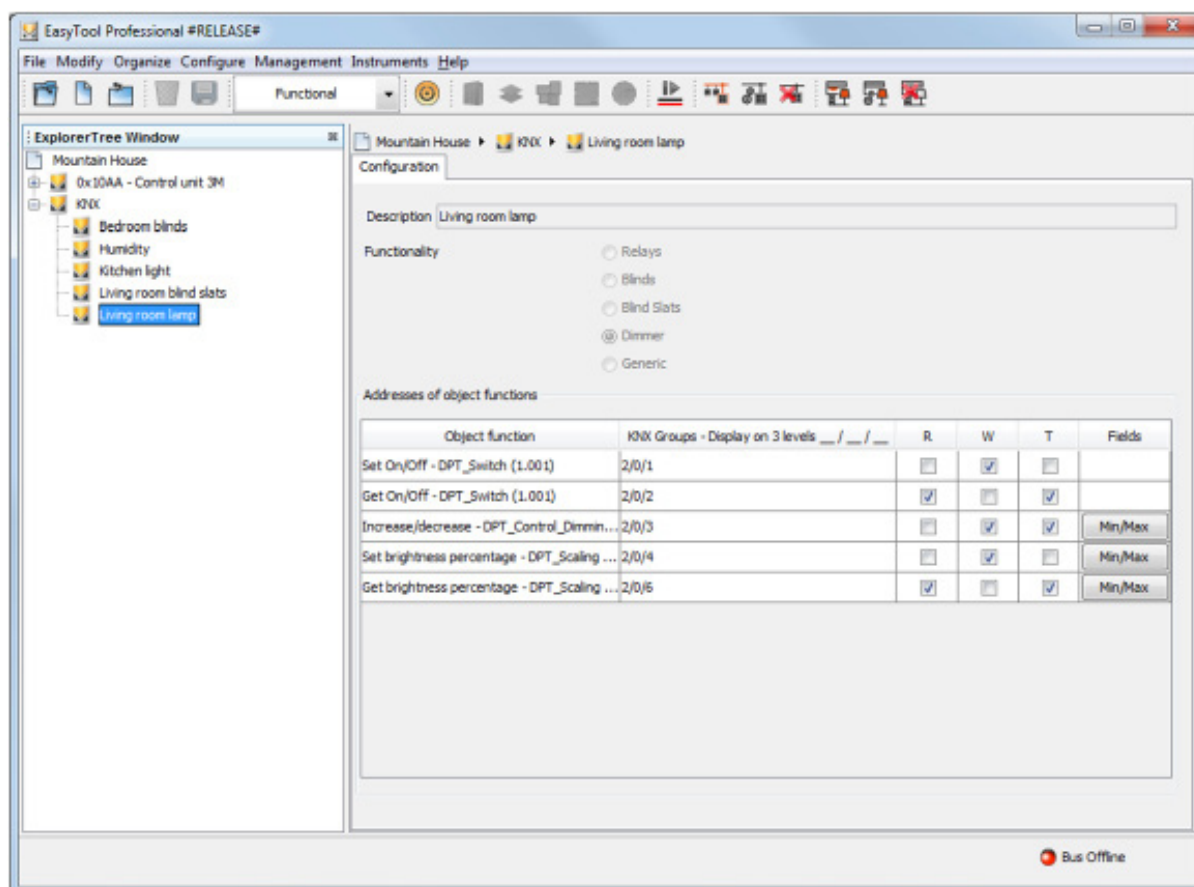 EasyTool Professional #RELEASE#
File Modify Organize Configure Management Instruments Help
Functional
ExplorerTree Window
Mountain House
0x10AA - Control unit 3M
KNX
Bedroom blinds
Humidity
Kitchen light
Living room blind slats
Living room lamp
Mountain House KNX Living room lamp
Configuration
Description Living room lamp
Functionality
Relays
Blinds
Blind Slats
Dimmer
Generic
Addresses of object functions
Object function KNX Groups - Display on 3 levels __ / __ / __ R W T Fields
Set On/Off - DPT_Switch (1.001) 2/0/1
Get On/Off - DPT_Switch (1.001) 2/0/2
Increase/decrease - DPT_Control_Dimmin... 2/0/3 Min/Max
Set brightness percentage - DPT_Scaling ... 2/0/4 Min/Max
Get brightness percentage - DPT_Scaling ... 2/0/6 Min/Max
Bus Offline